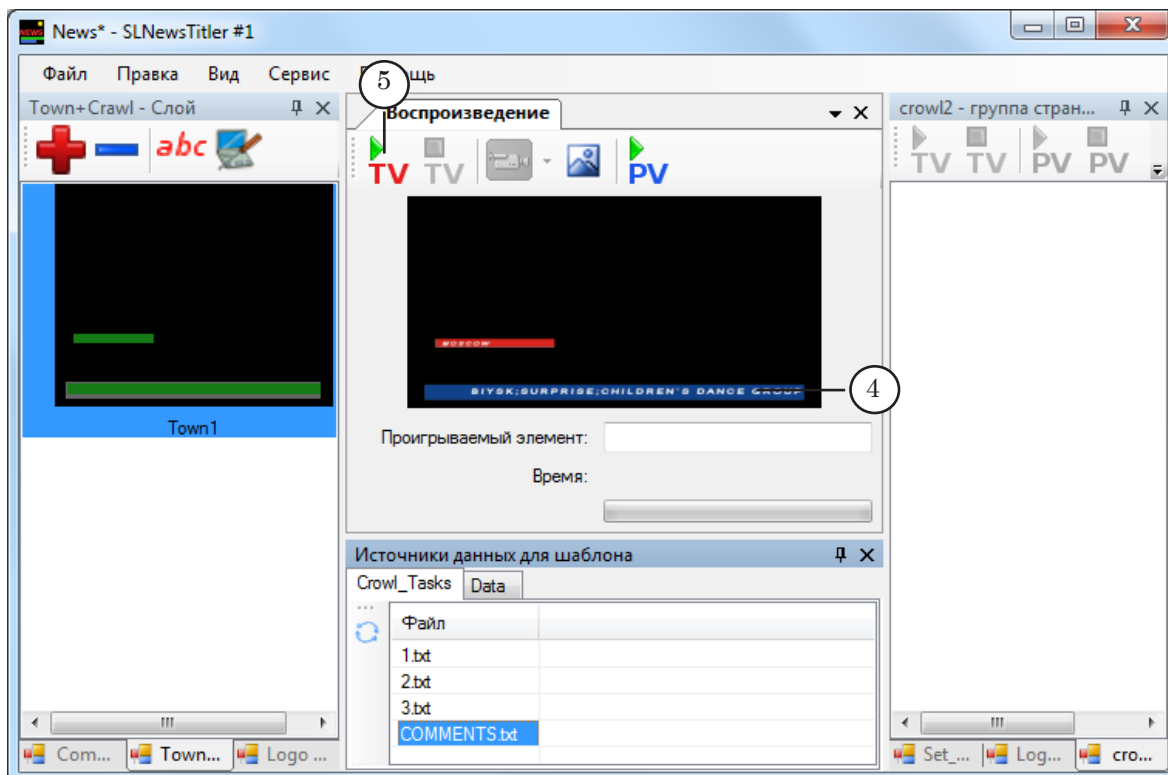 News* - SLNewsTitler #1
Файл Правка Вид Сервис
5
Town+Crawl - Слой
abc
Town1
Com... Town... Logo ...
Воспроизведение
TV TV PV
MOSCOW
BIYSK;SURPRISE;CHILDREN'S DANCE GROUP
4
Проигрываемый элемент:
Время:
Источники данных для шаблона
Crowl_Tasks Data
Файл
1.txt
2.txt
3.txt
COMMENTS.txt
crowl2 - группа стран...
TV TV PV PV
Set_... Log... cro...